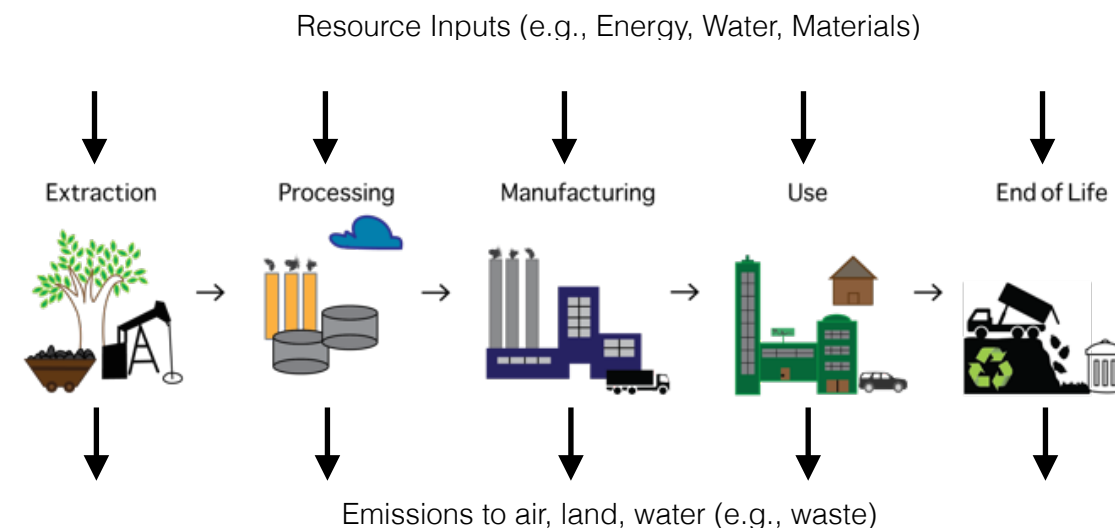 Resource Inputs (e.g., Energy, Water, Materials)
Extraction
Processing
Manufacturing
Use
End of Life
Emissions to air, land, water (e.g., waste)